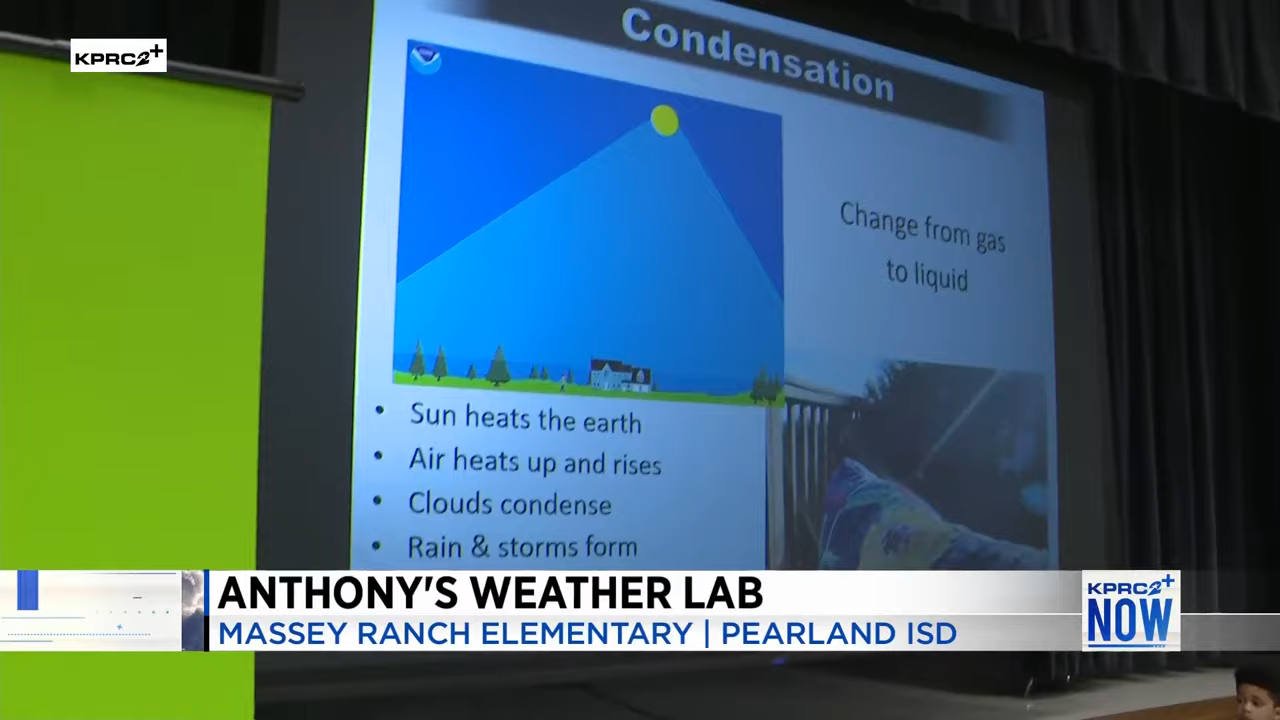 KPRC2+
Condensation
Change from gas
to liquid
• Sun heats the earth
• Air heats up and rises
• Clouds condense
• Rain & storms form
ANTHONY'S WEATHER LAB
MASSEY RANCH ELEMENTARY | PEARLAND ISD
KPRC2+
NOW